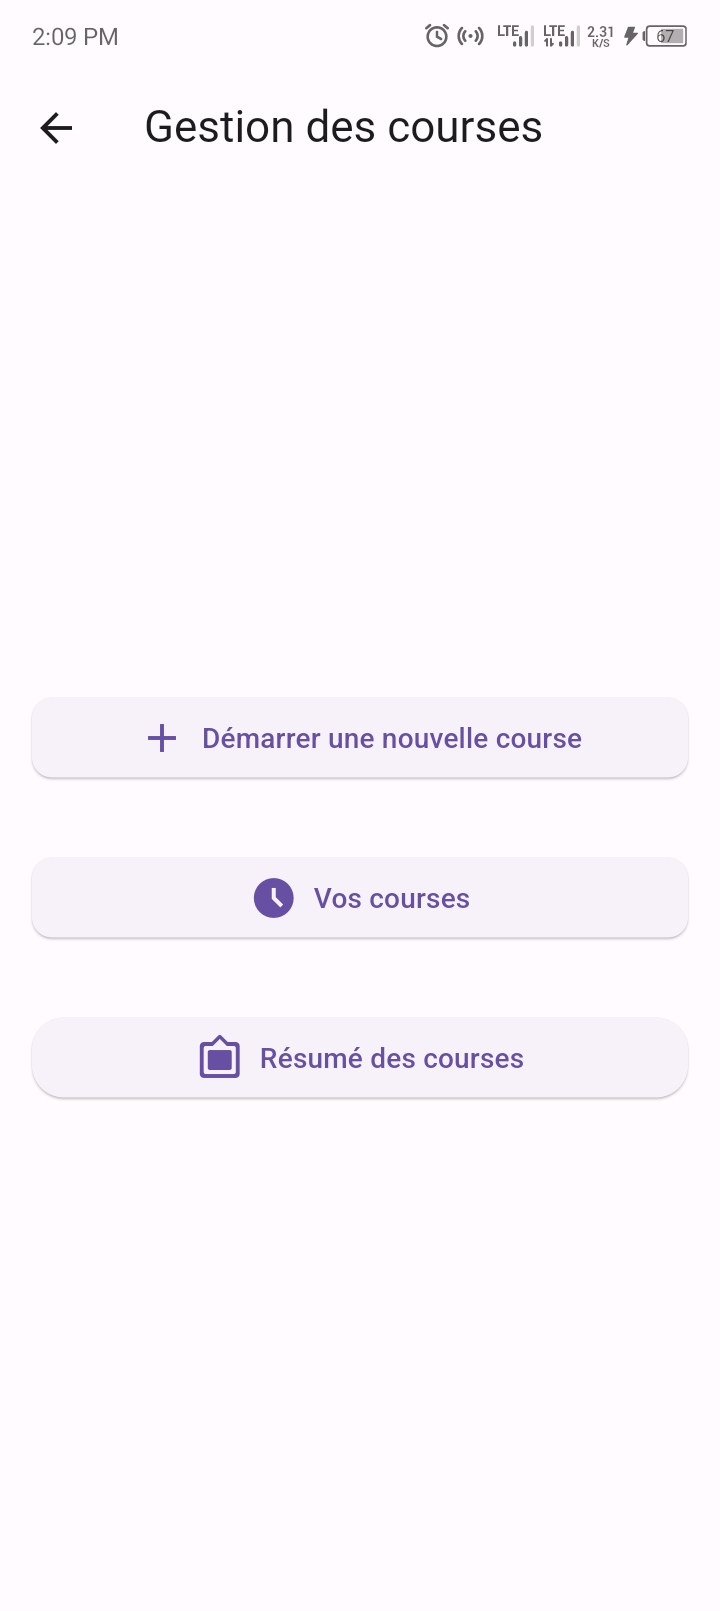 2:09 PM
LTE LTE 2.31 K/S 67
Gestion des courses
Démarrer une nouvelle course
Vos courses
Résumé des courses